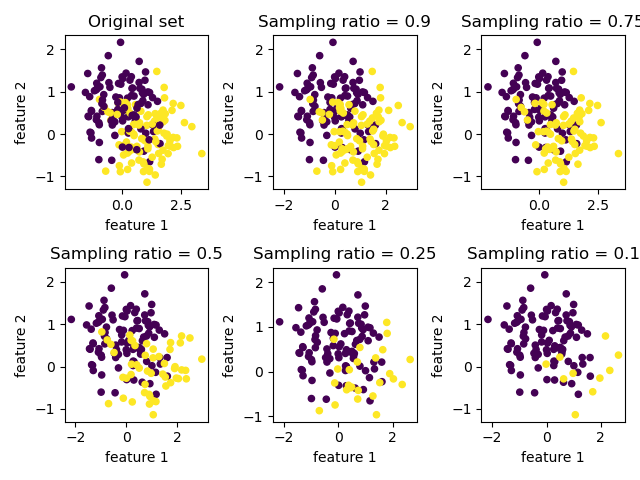 Original set
Sampling ratio = 0.9
Sampling ratio = 0.75
feature 2
1
0
−1
0.0 2.5
feature 1
feature 2
2
1
0
−1
−2 0 2
feature 1
feature 2
2
1
0
−1
0.0 2.5
feature 1
Sampling ratio = 0.5
Sampling ratio = 0.25
Sampling ratio = 0.1
feature 2
2
1
0
−1
−2 0 2
feature 1
feature 2
2
1
0
−1
−2 0 2
feature 1
feature 2
2
1
0
−1
−2 0 2
feature 1